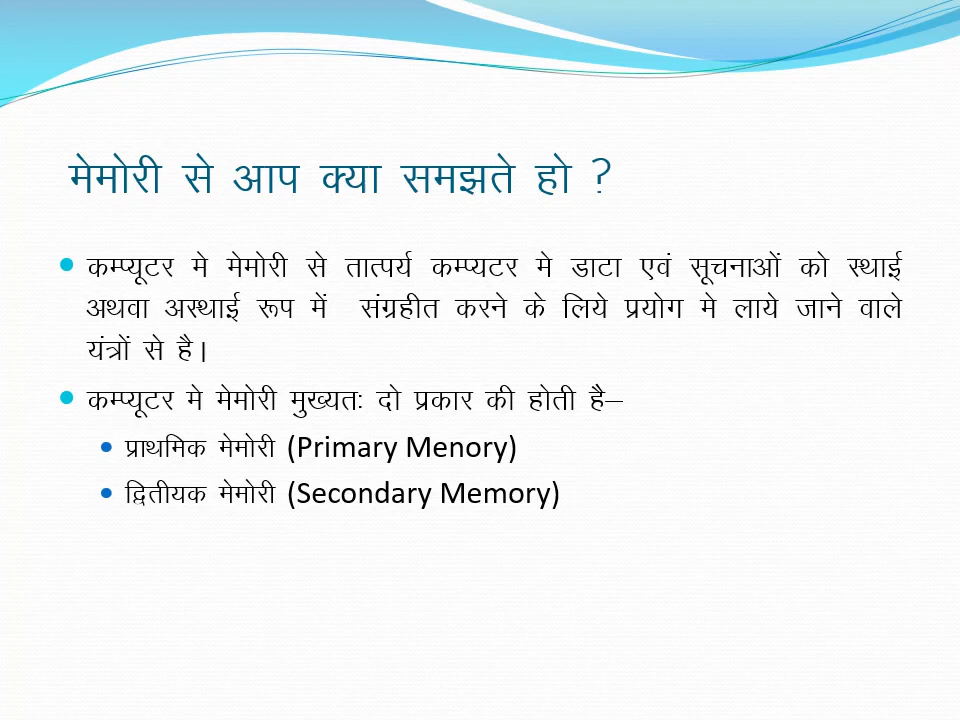 मेमोरी से आप क्या समझते हो ?
कम्प्यूटर मे मेमोरी से तात्पर्य कम्प्यटर मे डाटा एवं सूचनाओं को स्थाई
अथवा अस्थाई रूप में संग्रहीत करने के लिये प्रयोग मे लाये जाने वाले
यंत्रों से है।
कम्प्यूटर मे मेमोरी मुख्यतः दो प्रकार की होती है–
प्राथमिक मेमोरी (Primary Menory)
द्वितीयक मेमोरी (Secondary Memory)